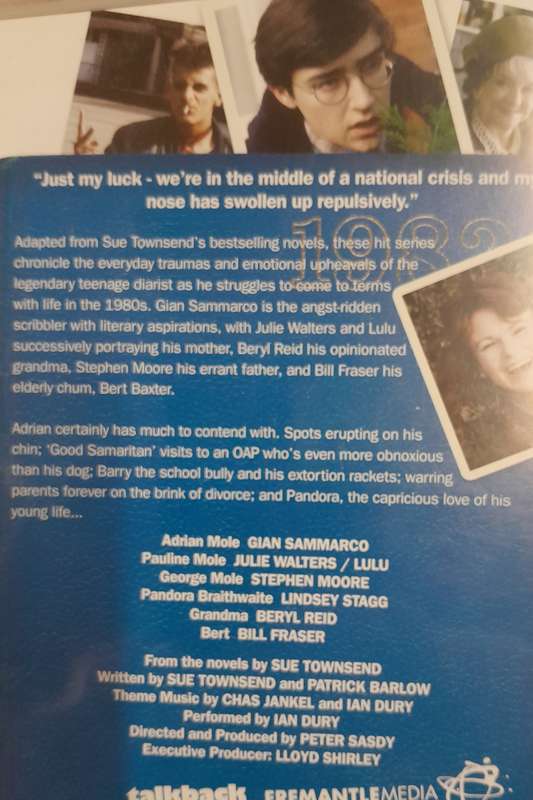 "Just my luck - we're in the middle of a national crisis and my
nose has swollen up repulsively."
1983
Adapted from Sue Townsend's bestselling novels, these hit series
chronicle the everyday traumas and emotional upheavals of the
legendary teenage diarist as he struggles to come to terms
with life in the 1980s. Gian Sammarco is the angst-ridden
scribbler with literary aspirations, with Julie Walters and Lulu
successively portraying his mother, Beryl Reid his opinionated
grandma, Stephen Moore his errant father, and Bill Fraser his
elderly chum, Bert Baxter.
Adrian certainly has much to contend with. Spots erupting on his
chin; 'Good Samaritan' visits to an OAP who's even more obnoxious
than his dog; Barry the school bully and his extortion rackets; warring
parents forever on the brink of divorce; and Pandora, the capricious love of his
young life...
Adrian Mole GIAN SAMMARCO
Pauline Mole JULIE WALTERS / LULU
George Mole STEPHEN MOORE
Pandora Braithwaite LINDSEY STAGG
Grandma BERYL REID
Bert BILL FRASER
From the novels by SUE TOWNSEND
Written by SUE TOWNSEND and PATRICK BARLOW
Theme Music by CHAS JANKEL and IAN DURY
Performed by IAN DURY
Directed and Produced by PETER SASDY
Executive Producer: LLOYD SHIRLEY
talkback FREMANTLEMEDIA